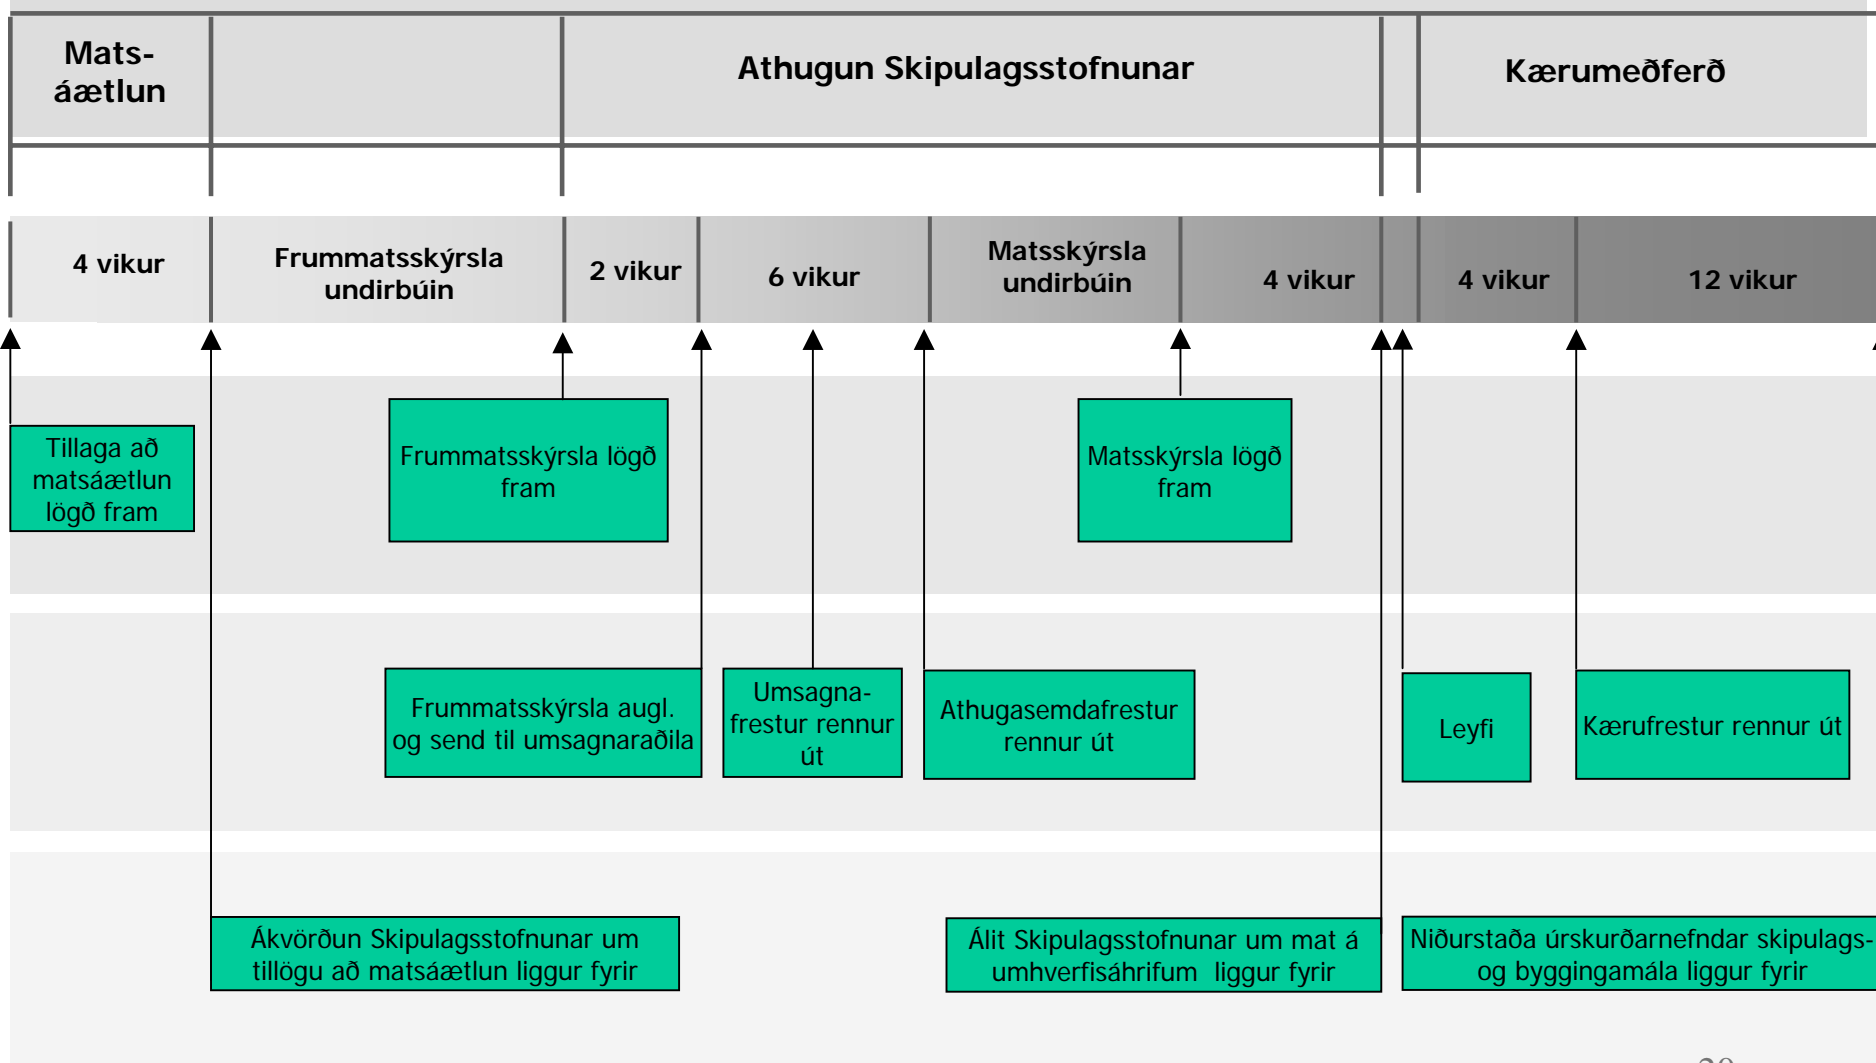 Mats-
áætlun
Athugun Skipulagsstofnunar
Kærumeðferð
4 vikur
Frummatsskýrsla
undirbúin
2 vikur
6 vikur
Matsskýrsla
undirbúin
4 vikur
4 vikur
12 vikur
Tillaga að
matsáætlun
lögð fram
Frummatsskýrsla lögð
fram
Matsskýrsla lögð
fram
Frummatsskýrsla augl.
og send til umsagnaraðila
Umsagna-
frestur rennur
út
Athugasemdafrestur
rennur út
Leyfi
Kærufrestur rennur út
Ákvörðun Skipulagsstofnunar um
tillögu að matsáætlun liggur fyrir
Álit Skipulagsstofnunar um mat á
umhverfisáhrifum liggur fyrir
Niðurstaða úrskurðarnefndar skipulags-
og byggingamála liggur fyrir